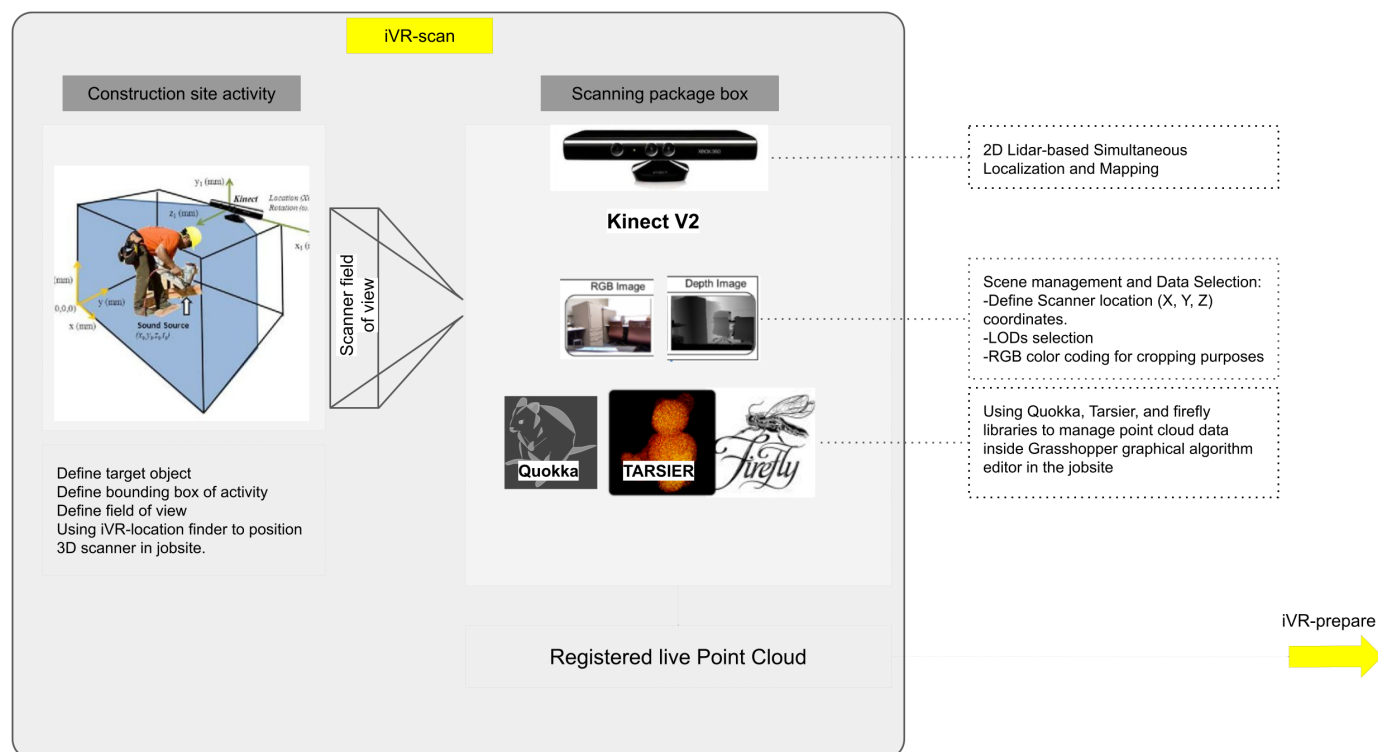 iVR-scan
Construction site activity
y₁ (mm)
Kinect
Location (X
Rotation (ω,
z₁ (mm)
x₁ (
(mm)
0,0,0)
y (mm)
x (mm)
Sound Source
Define target object
Define bounding box of activity
Define field of view
Using iVR-location finder to position
3D scanner in jobsite.
Scanner field
of view
Scanning package box
XBOX 360
Kinect V2
RGB Image
Depth Image
Quokka
TARSIER
Firefly
Registered live Point Cloud
2D Lidar-based Simultaneous
Localization and Mapping
Scene management and Data Selection:
-Define Scanner location (X, Y, Z)
coordinates.
-LODs selection
-RGB color coding for cropping purposes
Using Quokka, Tarsier, and firefly
libraries to manage point cloud data
inside Grasshopper graphical algorithm
editor in the jobsite
iVR-prepare